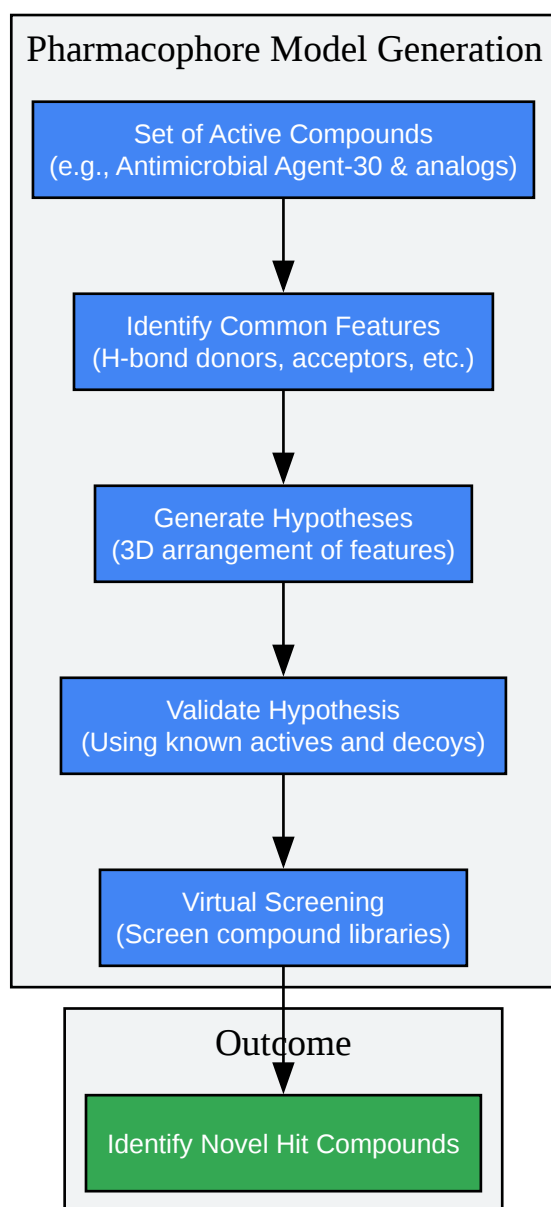 Pharmacophore Model Generation
Set of Active Compounds
(e.g., Antimicrobial Agent-30 & analogs)
Identify Common Features
(H-bond donors, acceptors, etc.)
Generate Hypotheses
(3D arrangement of features)
Validate Hypothesis
(Using known actives and decoys)
Virtual Screening
(Screen compound libraries)
Outcome
Identify Novel Hit Compounds